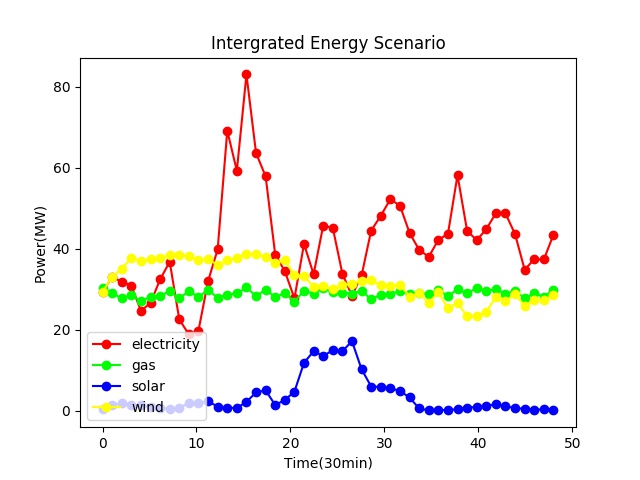 Intergrated Energy Scenario
Power(MW)
80
60
40
20
0
electricity
gas
solar
wind
0 10 20 30 40 50
Time(30min)